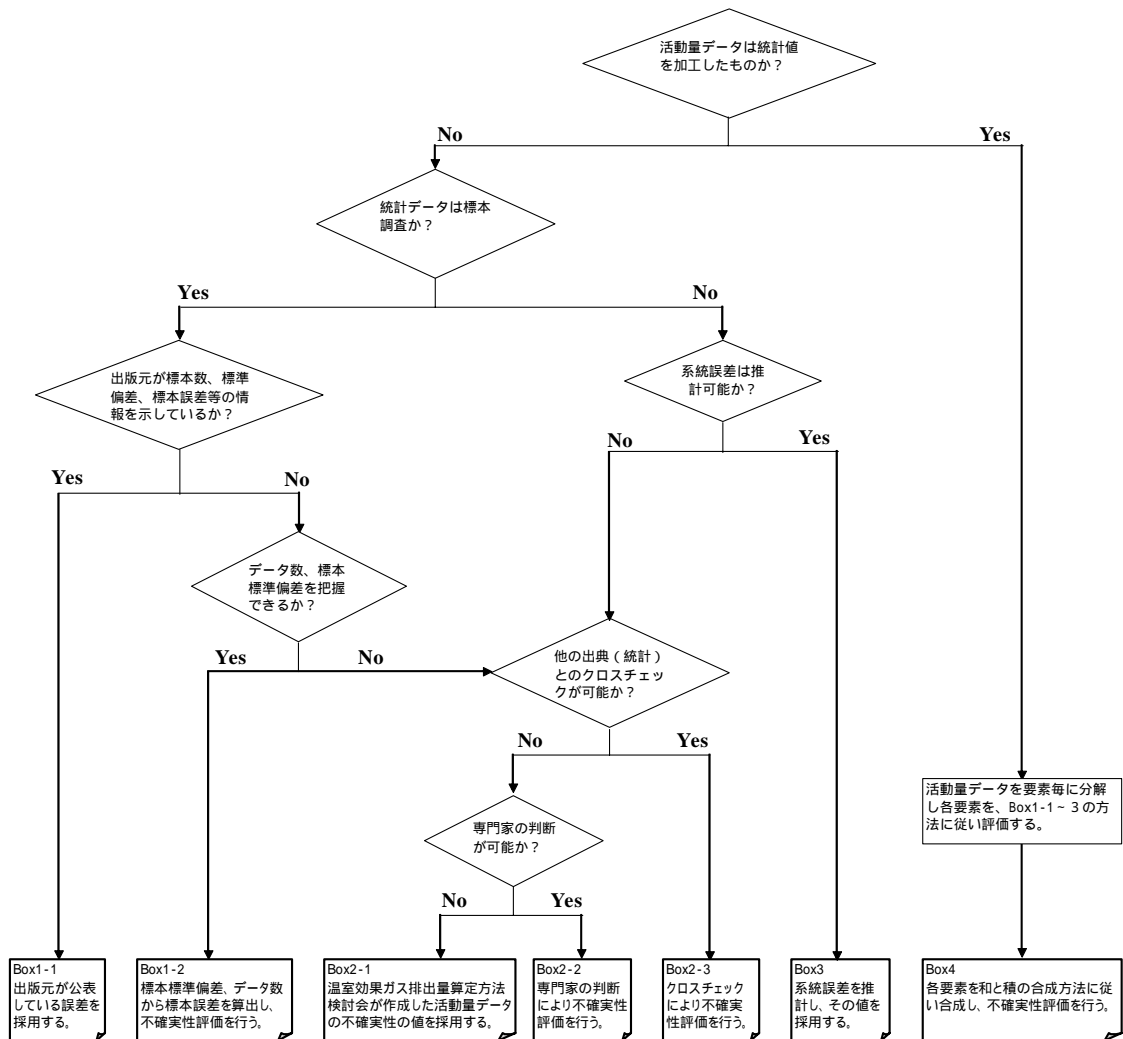 活動量データは統計値
を加工したものか？
No
Yes
統計データは標本
調査か？
Yes
No
出版元が標本数、標準
偏差、標本誤差等の情
報を示しているか？
系統誤差は推
計可能か？
Yes
No
No
Yes
データ数、標本
標準偏差を把握
できるか？
Yes
No
他の出典（統計）
とのクロスチェッ
クが可能か？
No
Yes
活動量データを要素毎に分解
し各要素を、Box1-1～３の方
法に従い評価する。
専門家の判断
が可能か？
No
Yes
Box1-1
出版元が公表
している誤差を
採用する。
Box1-2
標本標準偏差、データ数
から標本誤差を算出し、
不確実性評価を行う。
Box2-1
温室効果ガス排出量算定方法
検討会が作成した活動量データ
の不確実性の値を採用する。
Box2-2
専門家の判断
により不確実性
評価を行う。
Box2-3
クロスチェック
により不確実
性評価を行う。
Box3
系統誤差を推
計し、その値を
採用する。
Box4
各要素を和と積の合成方法に従
い合成し、不確実性評価を行う。